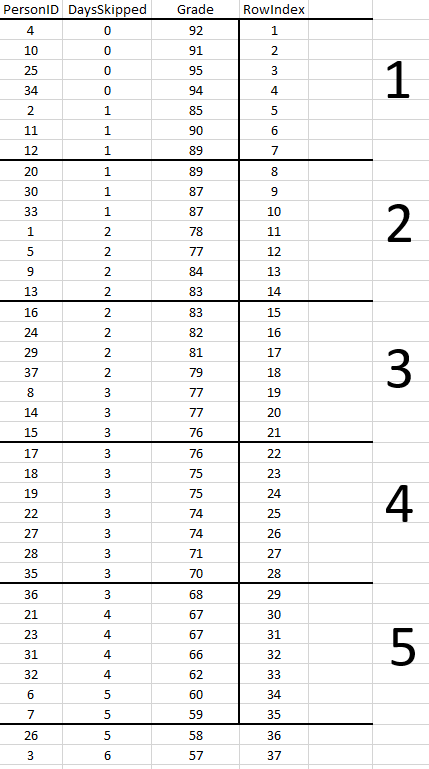 PersonID DaysSkipped Grade RowIndex
4 0 92 1
10 0 91 2
25 0 95 3
34 0 94 4
1
2 1 85 5
11 1 90 6
12 1 89 7
20 1 89 8
30 1 87 9
33 1 87 10
2
1 2 78 11
5 2 77 12
9 2 84 13
13 2 83 14
16 2 83 15
24 2 82 16
29 2 81 17
3
37 2 79 18
8 3 77 19
14 3 77 20
15 3 76 21
17 3 76 22
18 3 75 23
19 3 75 24
4
22 3 74 25
27 3 74 26
28 3 71 27
35 3 70 28
36 3 68 29
21 4 67 30
23 4 67 31
31 4 66 32
5
32 4 62 33
6 5 60 34
7 5 59 35
26 5 58 36
3 6 57 37